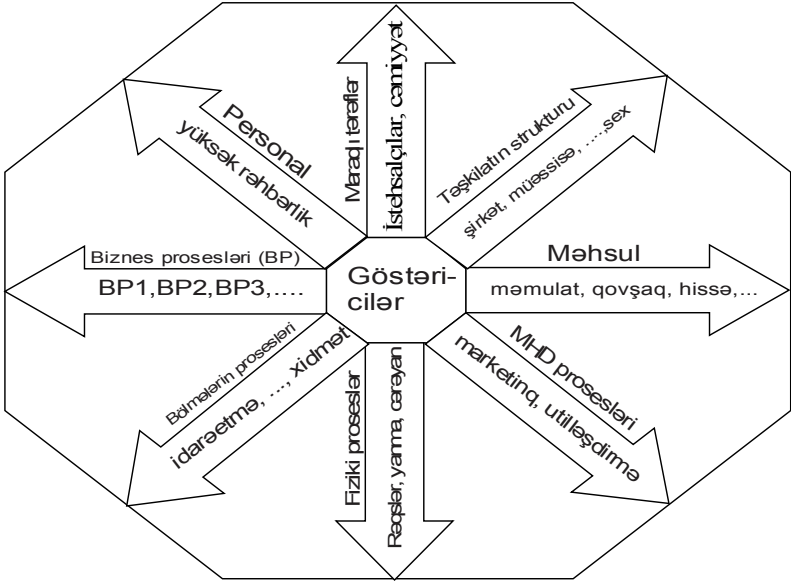 Maraqlı tərəflər
İstehsalçılar, cəmiyyət
Təşkilatın strukturu
şirkət, müəssisə, ....,sex
Məhsul
məmulat, qovşaq, hissə,...
MHD prosesləri
marketinq, utilləşdirmə
Fiziki proseslər
Rəqslər, yanma, cərəyan
Bölmələrin prosesləri
idarəetmə, ..., xidmət
Biznes prosesləri (BP)
BP1,BP2,BP3,....
Personal
yüksək rəhbərlik
Göstəri-
cilər